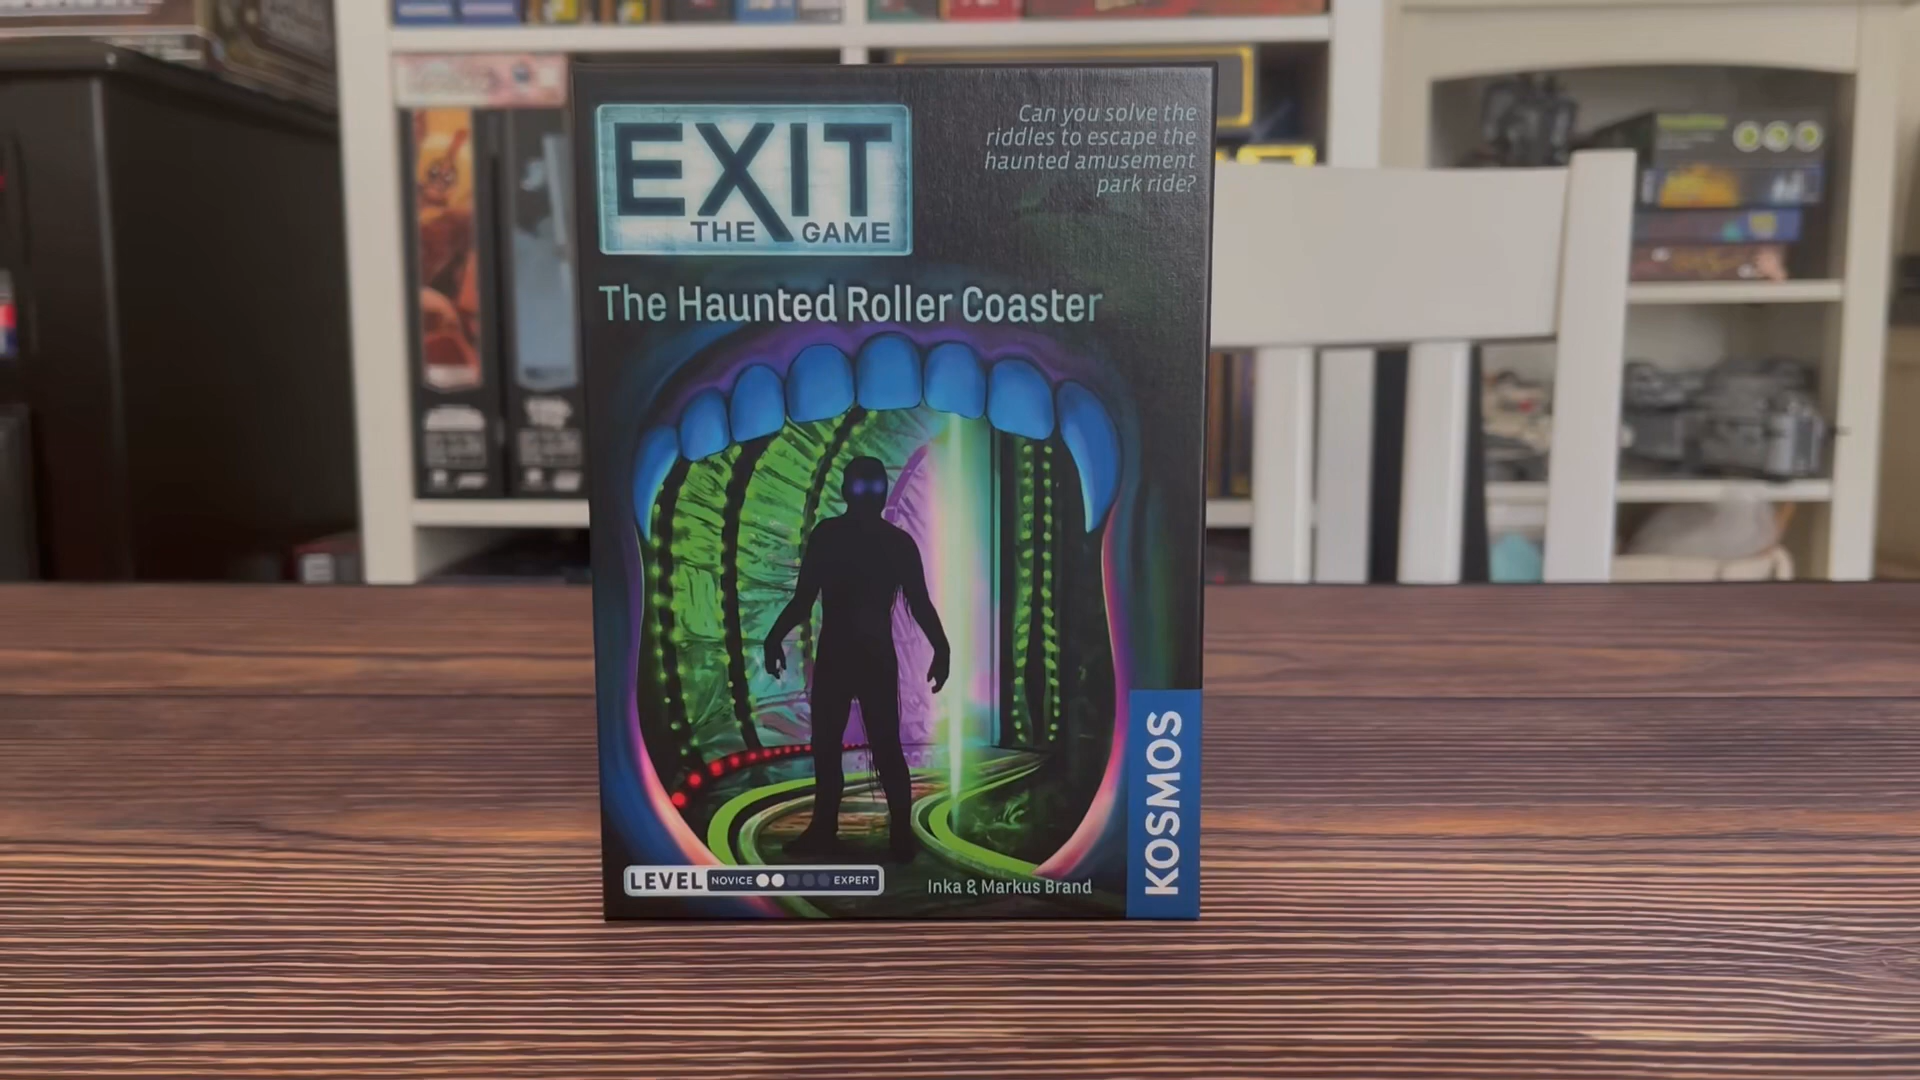 EXIT
THE GAME
Can you solve the
riddles to escape the
haunted amusement
park ride?
The Haunted Roller Coaster
LEVEL NOVICE EXPERT
Inka & Markus Brand
KOSMOS